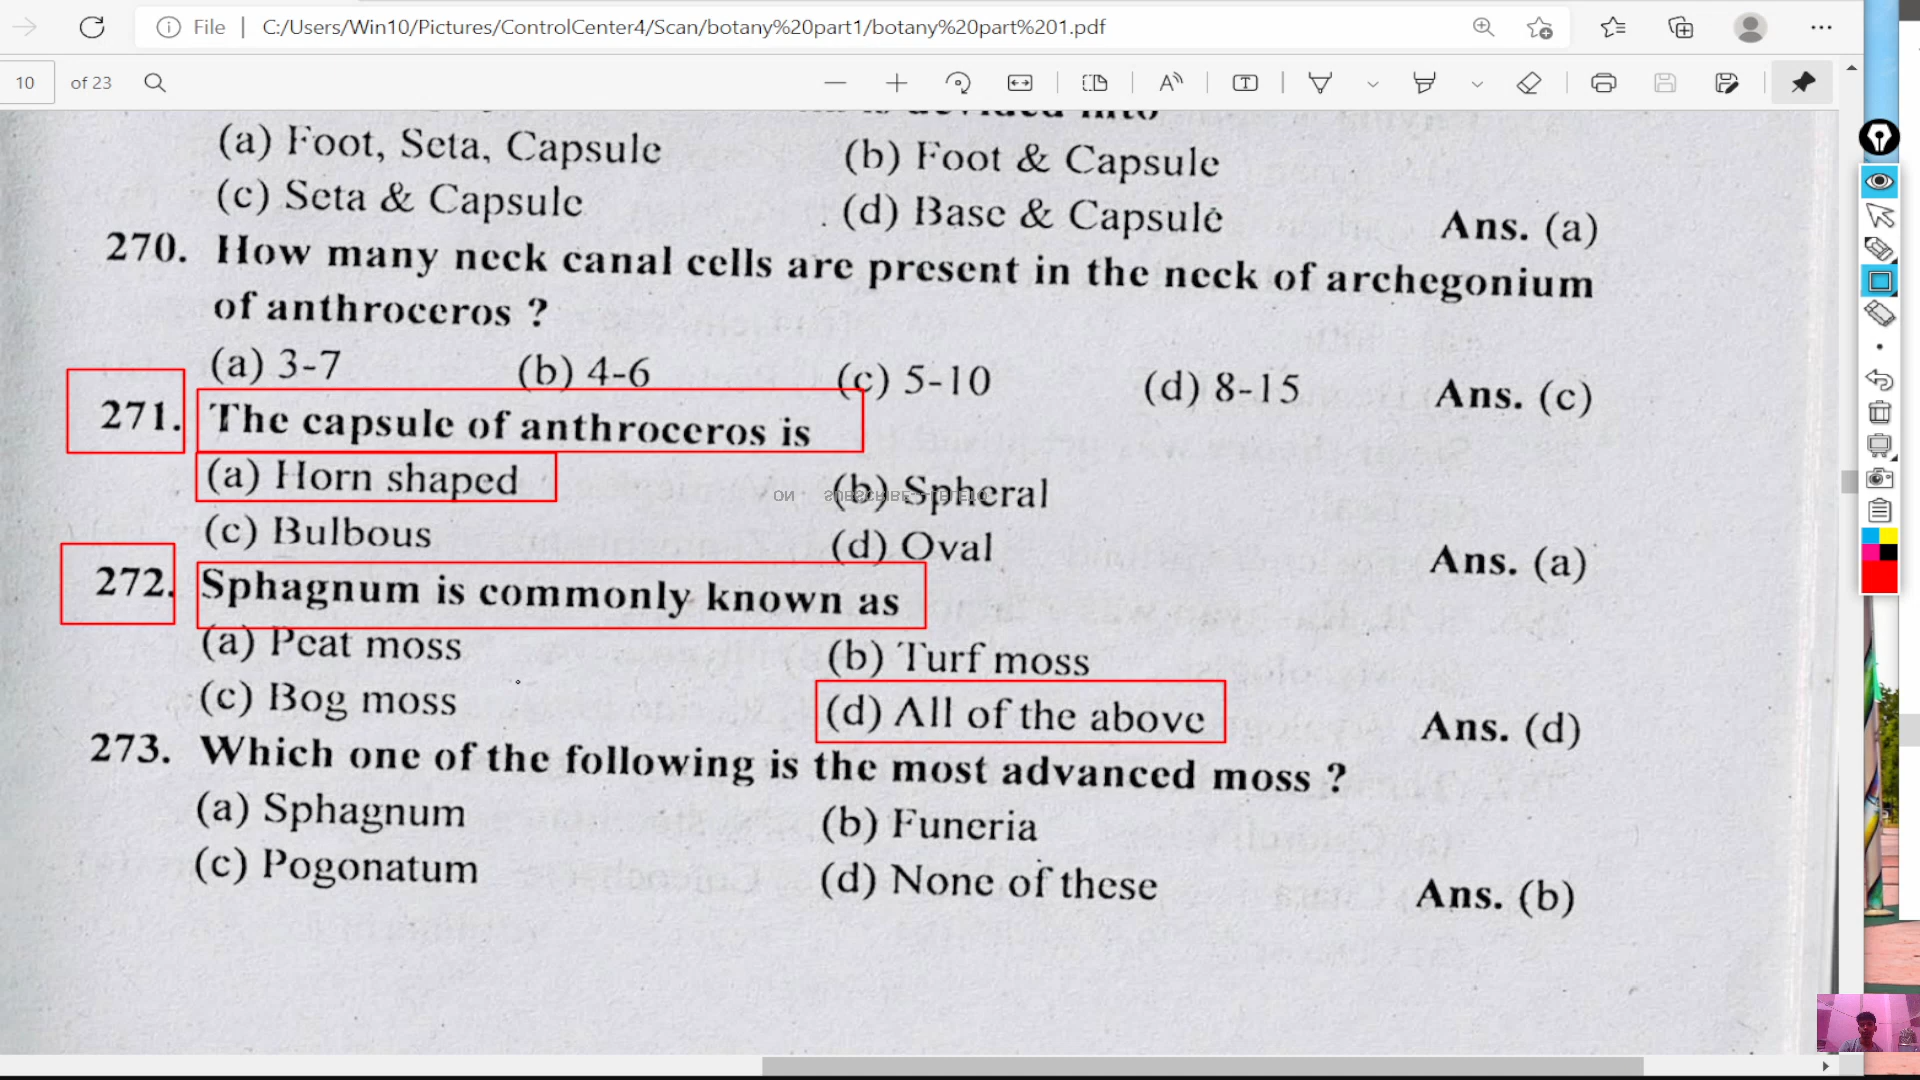 File | C:/Users/Win10/Pictures/ControlCenter4/Scan/botany%20part1/botany%20part%201.pdf
10 of 23
into
(a) Foot, Seta, Capsule (b) Foot & Capsule
(c) Seta & Capsule (d) Base & Capsule Ans. (a)
270. How many neck canal cells are present in the neck of archegonium
of anthroceros ?
(a) 3-7 (b) 4-6 (c) 5-10 (d) 8-15 Ans. (c)
271. The capsule of anthroceros is
(a) Horn shaped (b) Spheral
(c) Bulbous (d) Oval Ans. (a)
272. Sphagnum is commonly known as
(a) Peat moss (b) Turf moss
(c) Bog moss (d) All of the above Ans. (d)
273. Which one of the following is the most advanced moss ?
(a) Sphagnum (b) Funeria
(c) Pogonatum (d) None of these Ans. (b)